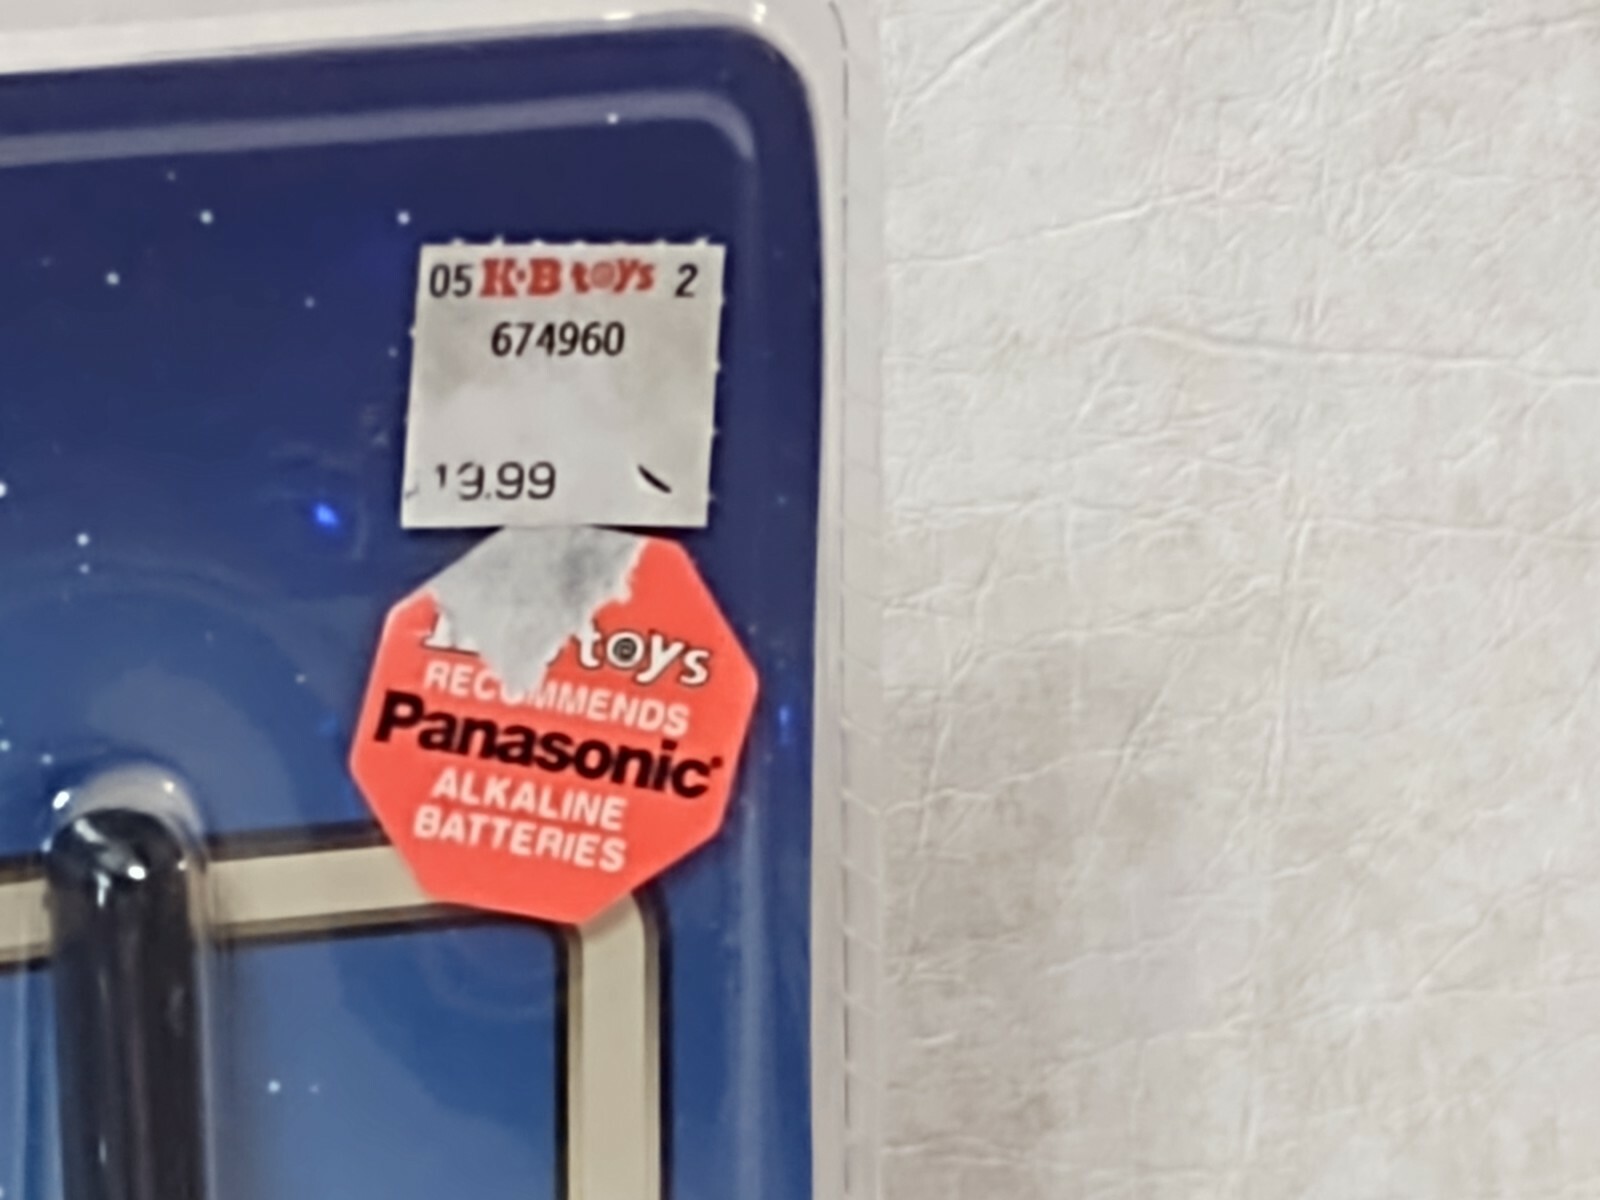 05 K·B toys 2
674960
19.99
toys
RECOMMENDS
Panasonic
ALKALINE
BATTERIES